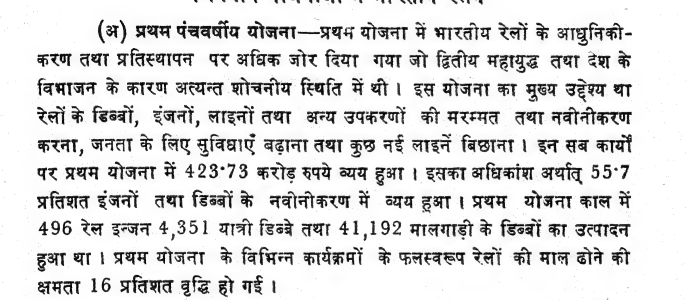 (अ) प्रथम पंचवर्षीय योजना—प्रथम योजना में भारतीय रेलों के आधुनिकी-
करण तथा प्रतिस्थापन पर अधिक जोर दिया गया जो द्वितीय महायुद्ध तथा देश के
विभाजन के कारण अत्यन्त शोचनीय स्थिति में थी । इस योजना का मुख्य उद्देश्य था
रेलों के डिब्बों, इंजनों, लाइनों तथा अन्य उपकरणों की मरम्मत तथा नवीनीकरण
करना, जनता के लिए सुविधाएँ बढ़ाना तथा कुछ नई लाइनें बिछाना । इन सब कार्यों
पर प्रथम योजना में 423·73 करोड़ रुपये व्यय हुआ । इसका अधिकांश अर्थात् 55·7
प्रतिशत इंजनों तथा डिब्बों के नवीनीकरण में व्यय हुआ । प्रथम योजना काल में
496 रेल इन्जन 4,351 यात्री डिब्बे तथा 41,192 मालगाड़ी के डिब्बों का उत्पादन
हुआ था । प्रथम योजना के विभिन्न कार्यक्रमों के फलस्वरूप रेलों की माल ढोने की
क्षमता 16 प्रतिशत वृद्धि हो गई ।